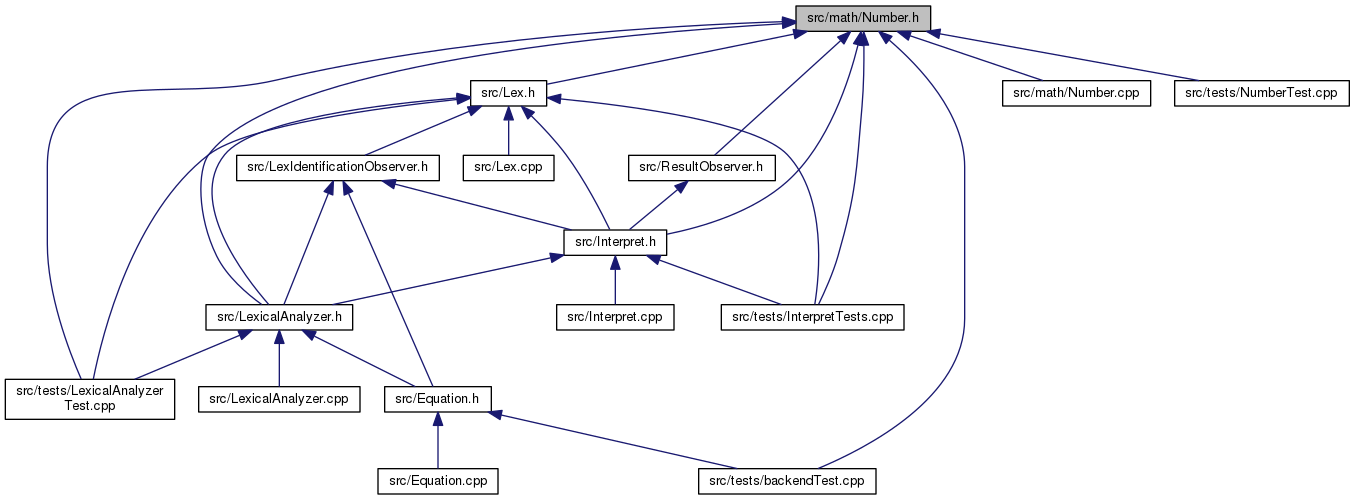 src/math/Number.h
src/Lex.h
src/math/Number.cpp
src/tests/NumberTest.cpp
src/LexIdentificationObserver.h
src/Lex.cpp
src/ResultObserver.h
src/Interpret.h
src/LexicalAnalyzer.h
src/Interpret.cpp
src/tests/InterpretTests.cpp
src/tests/LexicalAnalyzer
Test.cpp
src/LexicalAnalyzer.cpp
src/Equation.h
src/Equation.cpp
src/tests/backendTest.cpp